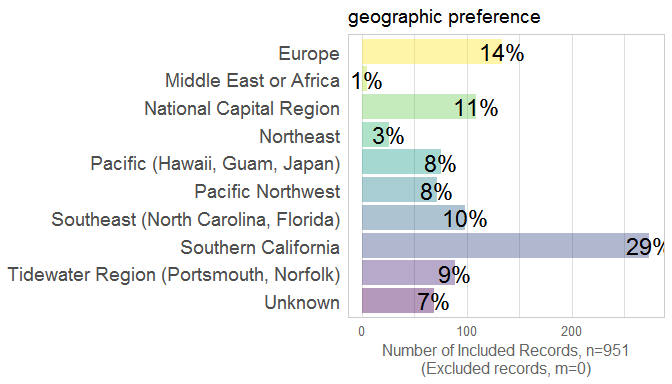 geographic preference
Europe 14%
Middle East or Africa 1%
National Capital Region 11%
Northeast 3%
Pacific (Hawaii, Guam, Japan) 8%
Pacific Northwest 8%
Southeast (North Carolina, Florida) 10%
Southern California 29%
Tidewater Region (Portsmouth, Norfolk) 9%
Unknown 7%
0 100 200
Number of Included Records, n=951
(Excluded records, m=0)